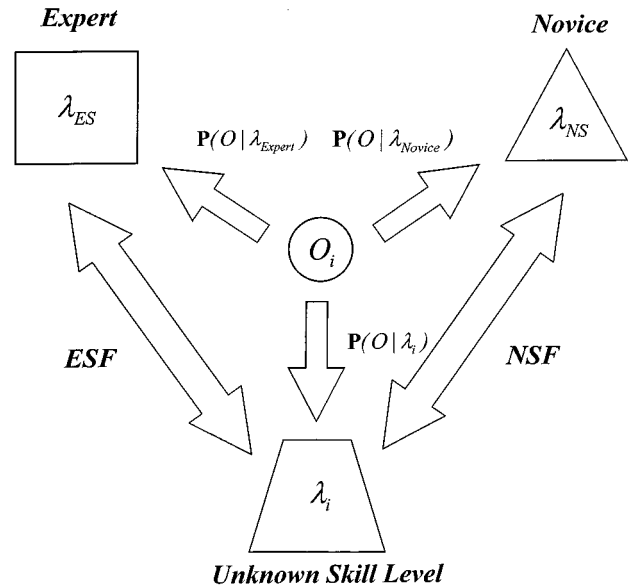 Expert
Novice
λ_ES
λ_NS
P(O | λ_Expert)
P(O | λ_Novice)
O_i
P(O | λ_i)
ESF
NSF
λ_i
Unknown Skill Level